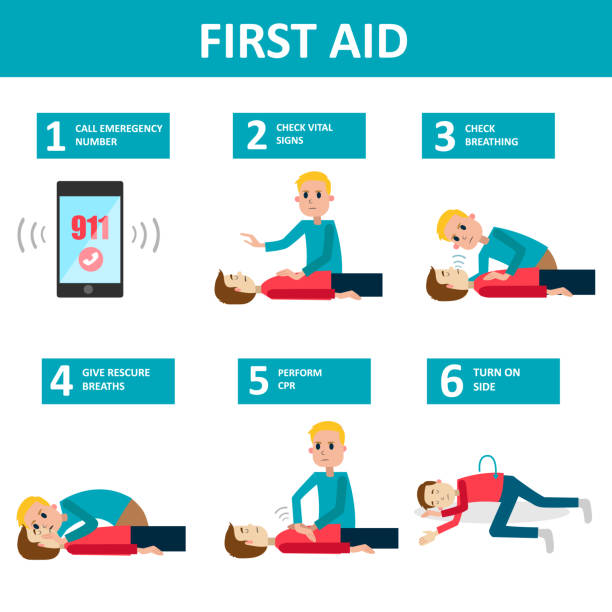 FIRST AID
1 CALL EMEREGENCY
NUMBER
2 CHECK VITAL
SIGNS
3 CHECK
BREATHING
911
4 GIVE RESCURE
BREATHS
5 PERFORM
CPR
6 TURN ON
SIDE